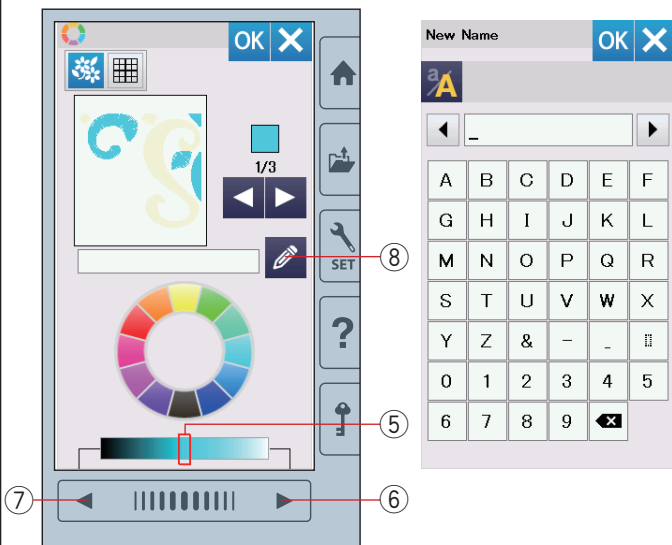 OK
1/3
SET
?
⑧
⑤
⑦
⑥
New Name
OK
a/A
_
A B C D E F
G H I J K L
M N O P Q R
S T U V W X
Y Z & - _
0 1 2 3 4 5
6 7 8 9